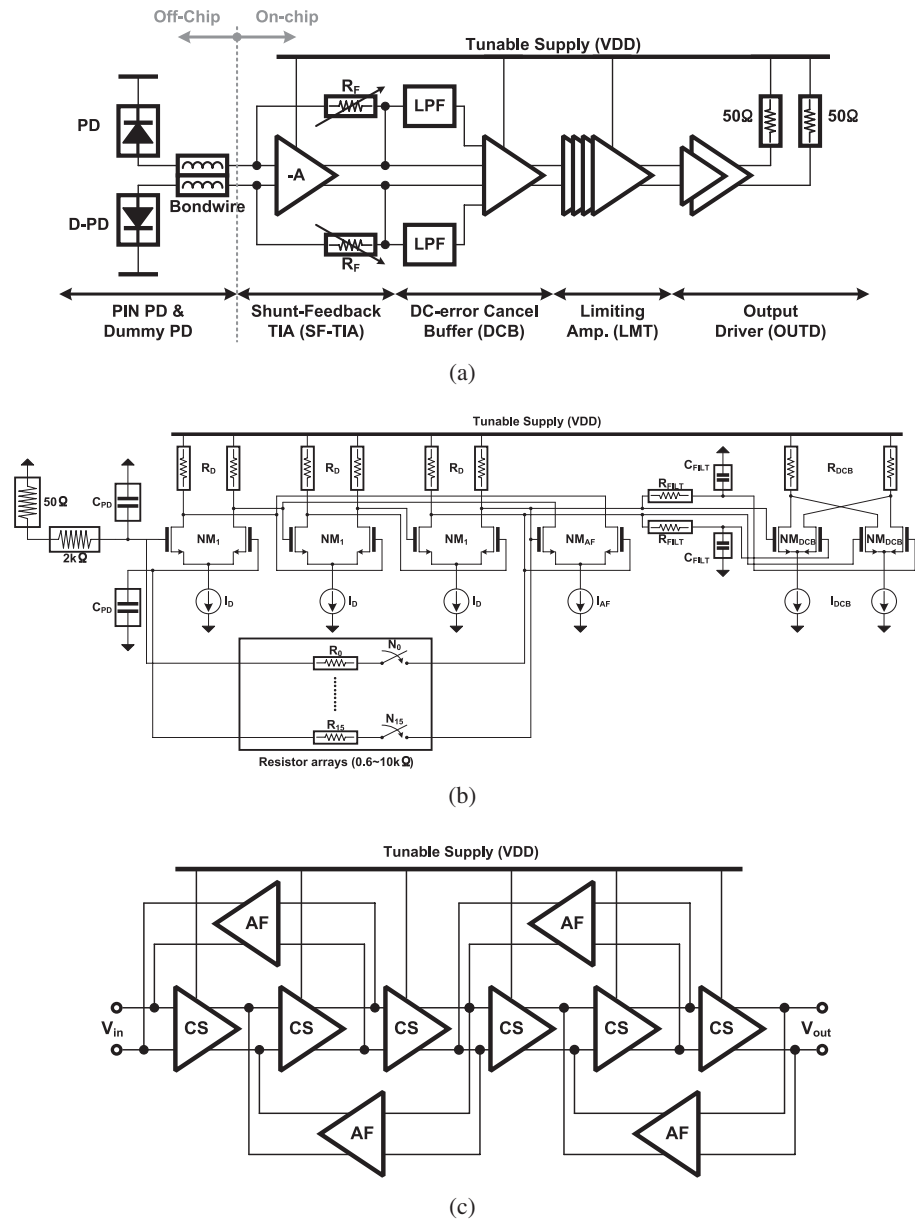 Off-Chip On-chip
Tunable Supply (VDD)
PD
R_F
LPF
50Ω 50Ω
-A
Bondwire
D-PD
LPF
R_F
PIN PD & Dummy PD
Shunt-Feedback TIA (SF-TIA)
DC-error Cancel Buffer (DCB)
Limiting Amp. (LMT)
Output Driver (OUTD)
(a)
Tunable Supply (VDD)
50Ω
2kΩ
C_PD
C_PD
R_D R_D R_D
R_FILT
C_FILT
R_FILT
C_FILT
R_DCB
NM_1 NM_1 NM_1 NM_AF NM_DCB NM_DCB
I_D I_D I_D I_AF I_DCB
R_0 N_0
R_15 N_15
Resistor arrays (0.6~10kΩ)
(b)
Tunable Supply (VDD)
AF AF
V_in CS CS CS CS CS CS V_out
AF AF
(c)